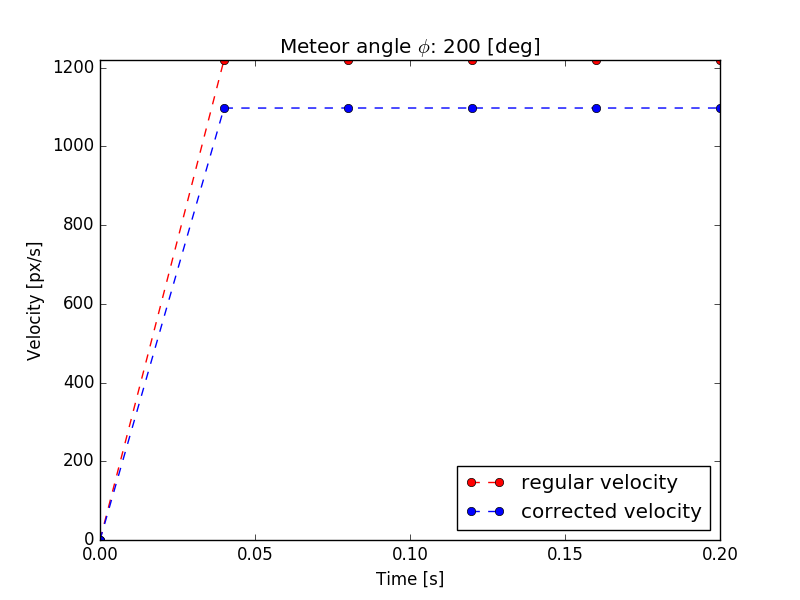 Meteor angle ϕ: 200 [deg]
1200
1000
800
600
400
200
0
Velocity [px/s]
regular velocity
corrected velocity
0.00 0.05 0.10 0.15 0.20
Time [s]